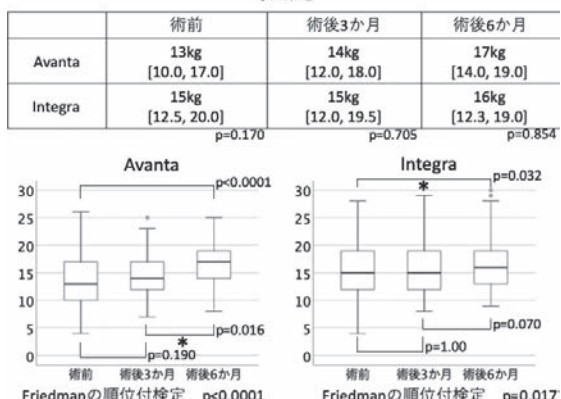 術前 術後3か月 術後6か月
Avanta 13kg 14kg 17kg
[10.0, 17.0] [12.0, 18.0] [14.0, 19.0]
Integra 15kg 15kg 16kg
[12.5, 20.0] [12.0, 19.5] [12.3, 19.0]
p=0.170 p=0.705 p=0.854
Avanta
p<0.0001
30
25
20
15
10
5
0
*
p=0.016
p=0.190
術前 術後3か月 術後6か月
Friedmanの順位付検定 p<0.0001
Integra
p=0.032
*
30
25
20
15
10
5
0
p=0.070
p=1.00
術前 術後3か月 術後6か月
Friedmanの順位付検定 p=0.017